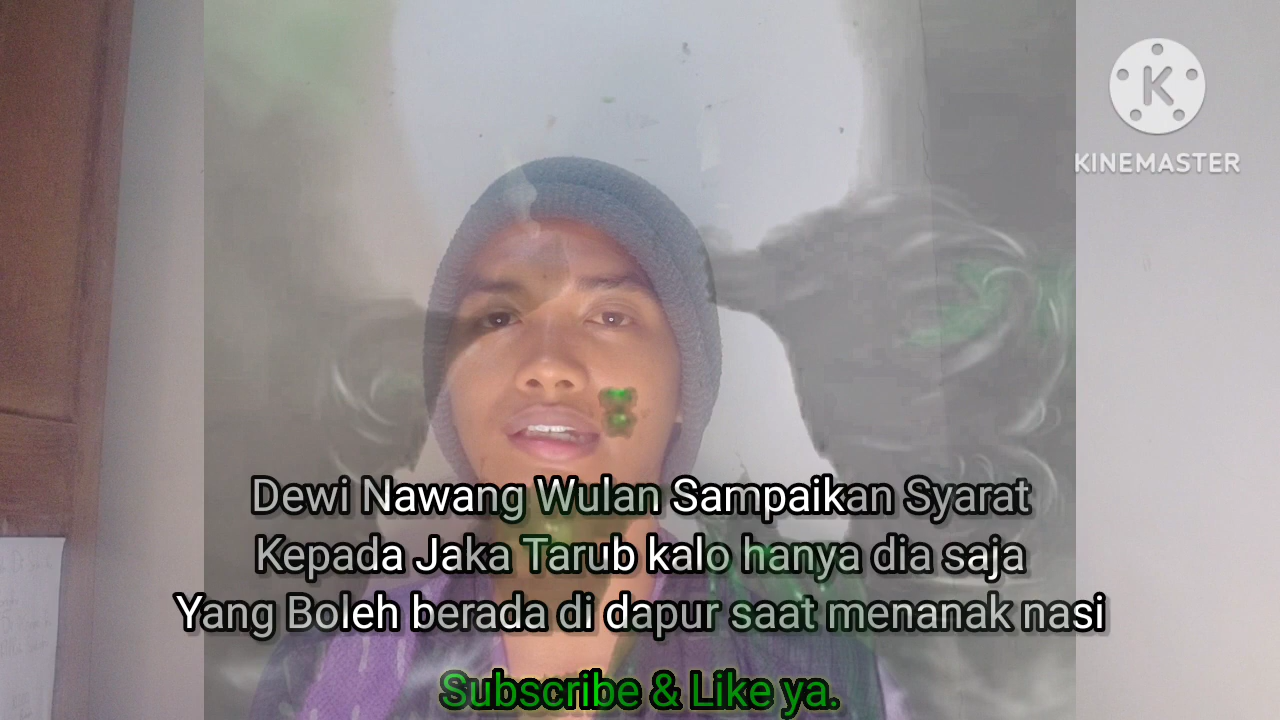 KINEMASTER
Dewi Nawang Wulan Sampaikan Syarat
Kepada Jaka Tarub kalo hanya dia saja
Yang Boleh berada di dapur saat menanak nasi
Subscribe & Like ya.